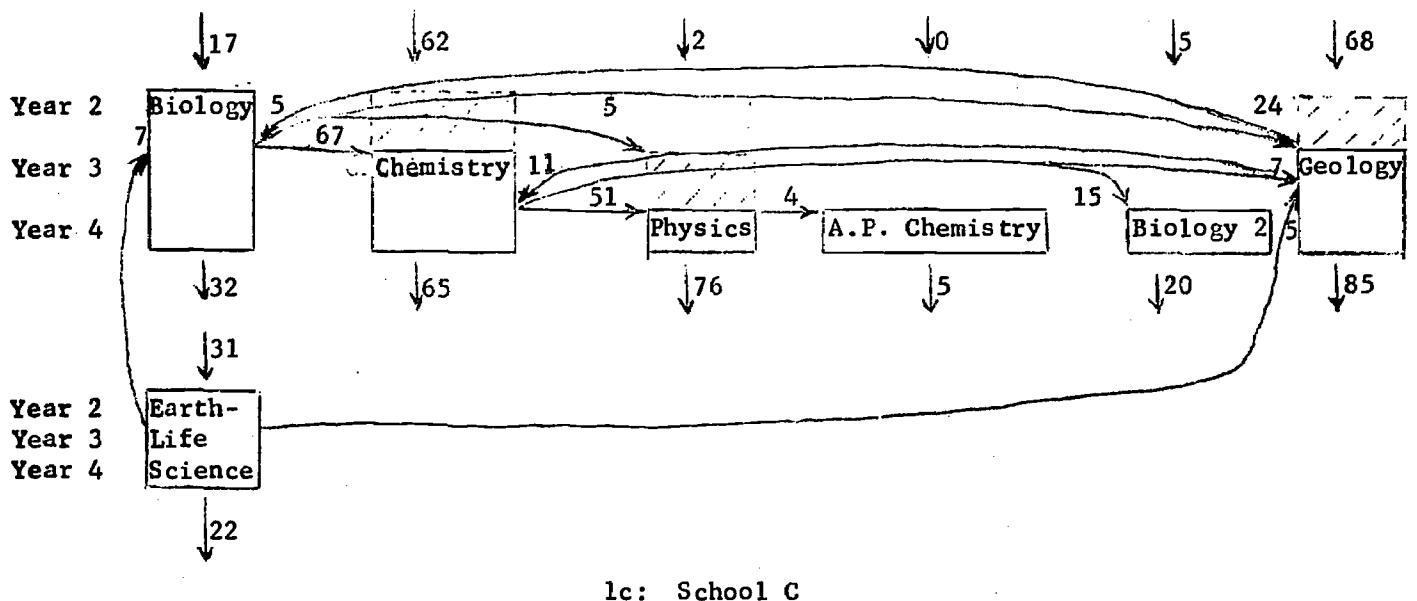 17 62 2 0 5 68
Year 2 Biology 5 5 24
7 67
Year 3 Chemistry 11 7 Geology
51 4 15
Year 4 Physics A.P. Chemistry Biology 2 5
32 65 76 5 20 85
31
Year 2 Earth-
Year 3 Life
Year 4 Science
22
1c: School C